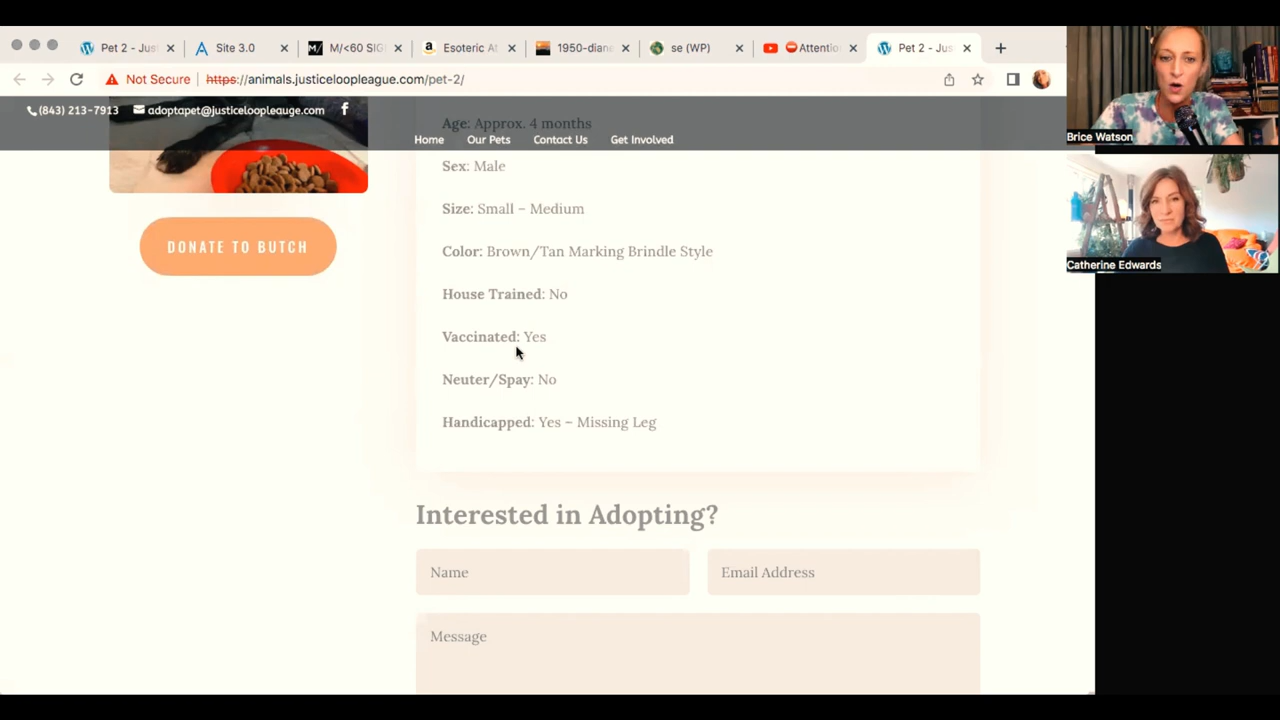 Pet 2 - Jus
Site 3.0
M/<60 SIG
Esoteric At
1950-diane
se (WP)
Attentio
Pet 2 - Jus
Not Secure
https://animals.justiceloopleague.com/pet-2/
(843) 213-7913
adoptapet@justiceloopleauge.com
Home
Our Pets
Contact Us
Get Involved
Age: Approx. 4 months
Sex: Male
Size: Small – Medium
Color: Brown/Tan Marking Brindle Style
House Trained: No
Vaccinated: Yes
Neuter/Spay: No
Handicapped: Yes – Missing Leg
DONATE TO BUTCH
Interested in Adopting?
Name
Email Address
Message
Brice Watson
Catherine Edwards